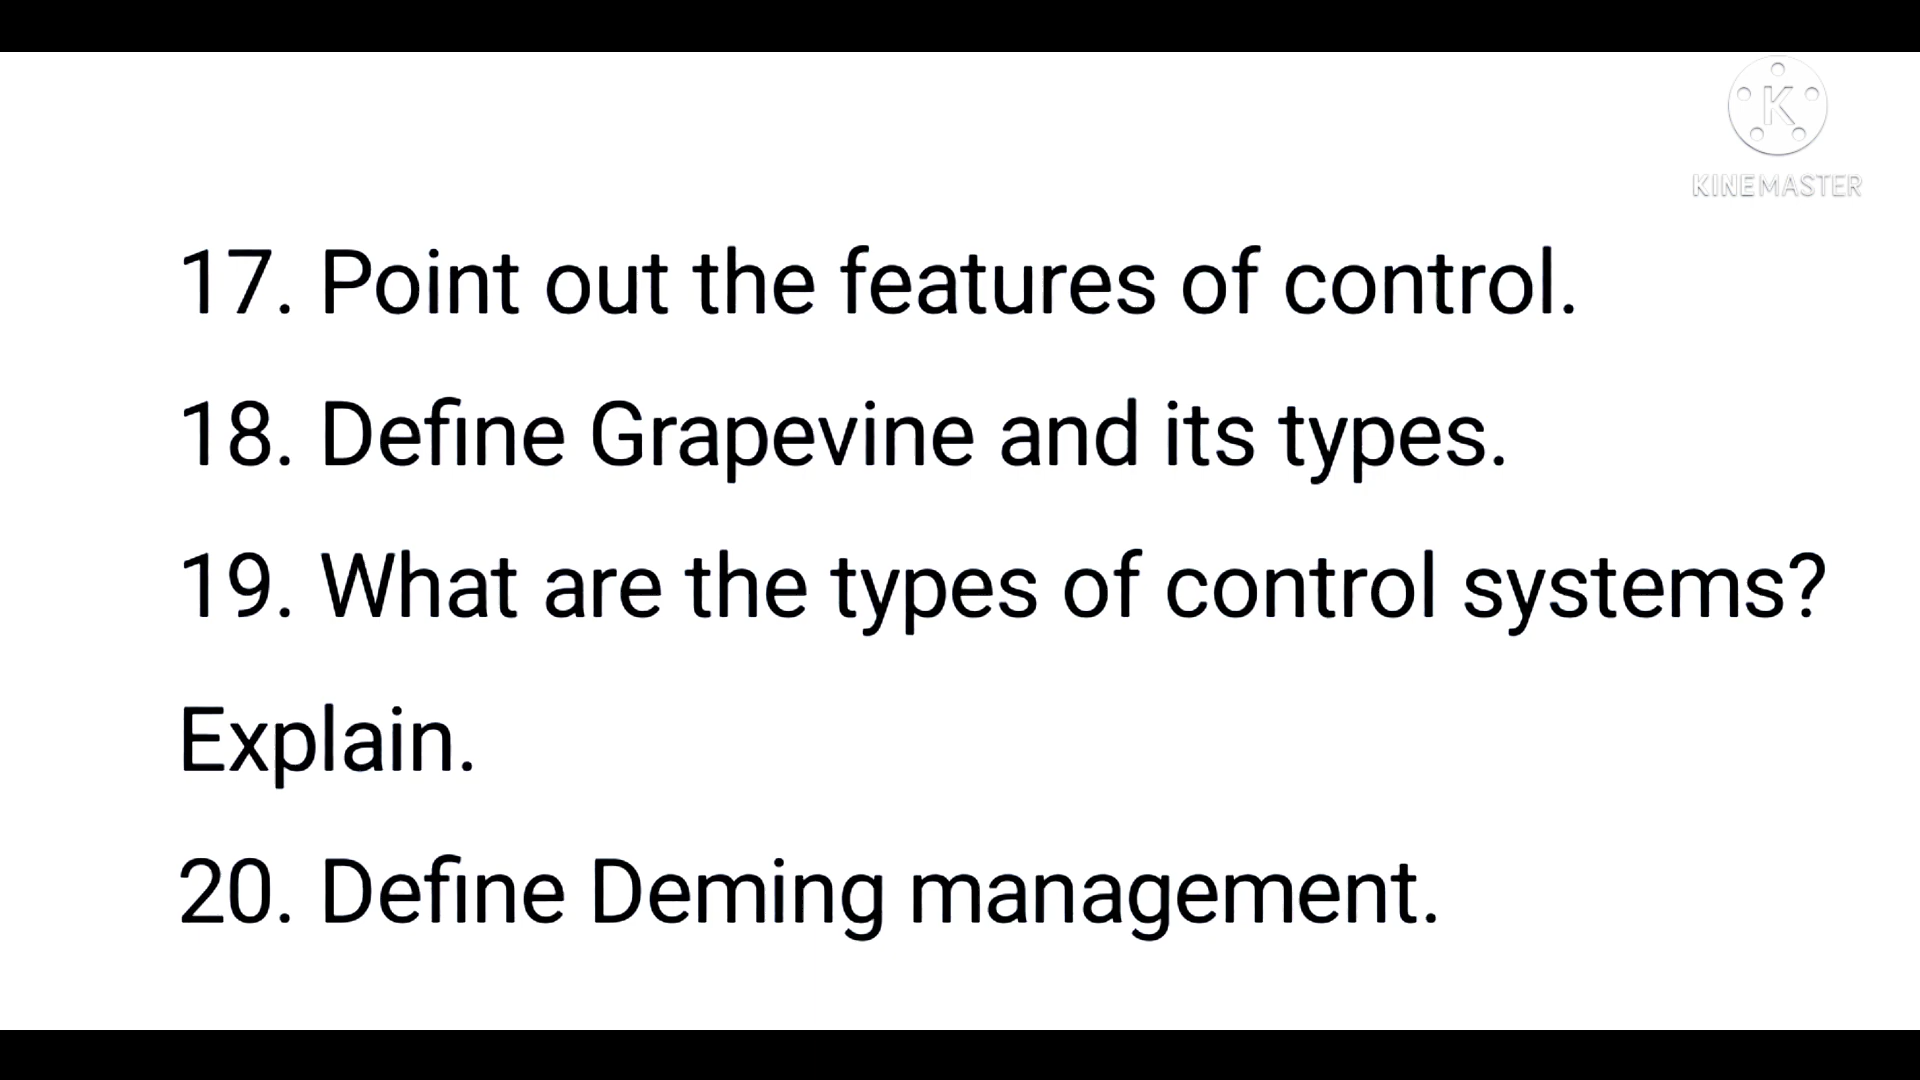 KINEMASTER
17. Point out the features of control.
18. Define Grapevine and its types.
19. What are the types of control systems?
Explain.
20. Define Deming management.